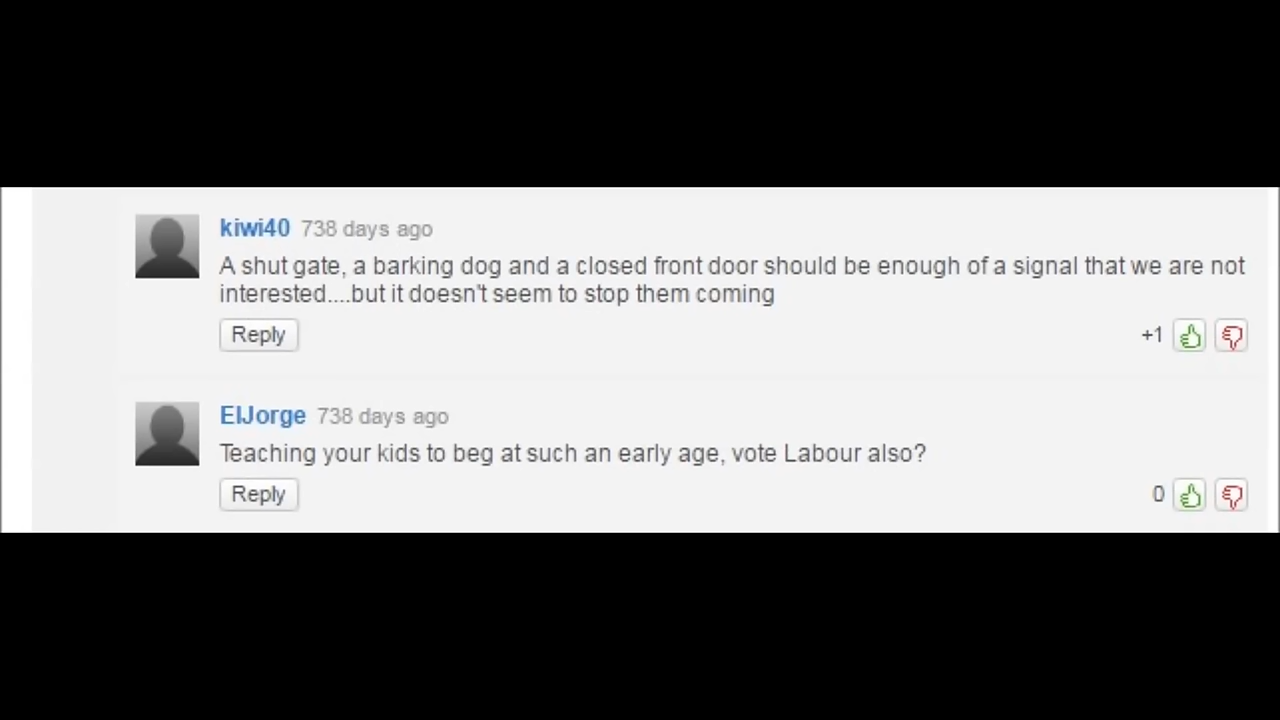 kiwi40 738 days ago
A shut gate, a barking dog and a closed front door should be enough of a signal that we are not
interested....but it doesn't seem to stop them coming
Reply +1
ElJorge 738 days ago
Teaching your kids to beg at such an early age, vote Labour also?
Reply 0